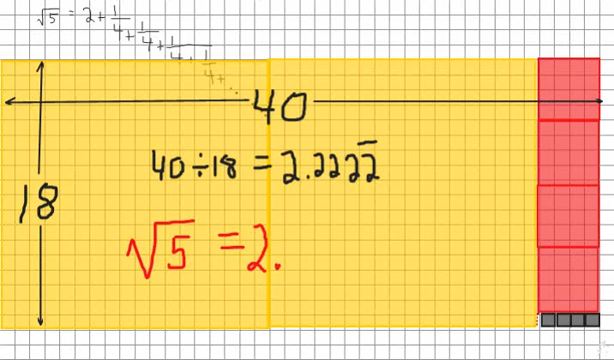 √5 = 2 + 1
4 + 1
4 + 1
4 + 1
4 + ...
40
40 ÷ 18 = 2.222̅
18
√5 = 2.